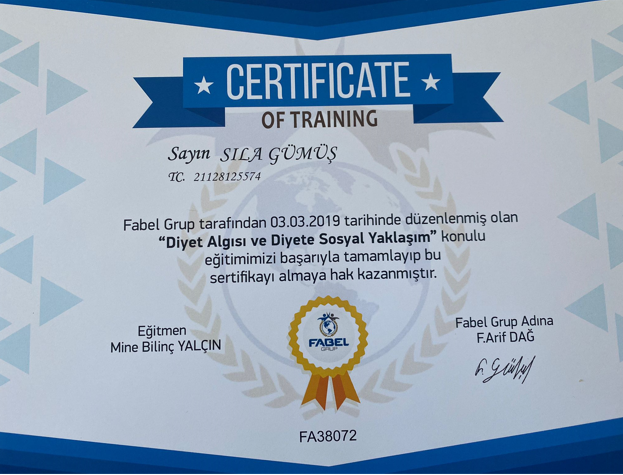 CERTIFICATE
OF TRAINING
Sayın SILA GÜMÜŞ
TC. 21128125574
Fabel Grup tarafından 03.03.2019 tarihinde düzenlenmiş olan
“Diyet Algısı ve Diyete Sosyal Yaklaşım” konulu
eğitimimizi başarıyla tamamlayıp bu
sertifikayı almaya hak kazanmıştır.
Eğitmen
Mine Bilinç YALÇIN
FABEL
GRUP
Fabel Grup Adına
F.Arif DAĞ
FA38072